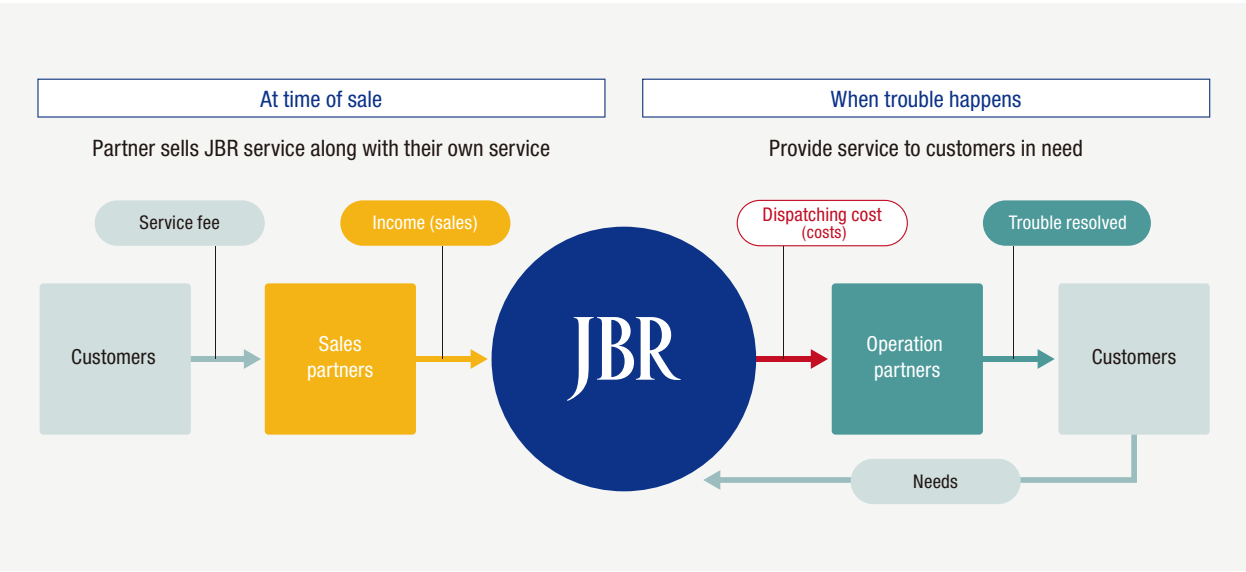 At time of sale
Partner sells JBR service along with their own service
Service fee
Income (sales)
Customers
Sales
partners
JBR
When trouble happens
Provide service to customers in need
Dispatching cost
(costs)
Trouble resolved
Operation
partners
Customers
Needs